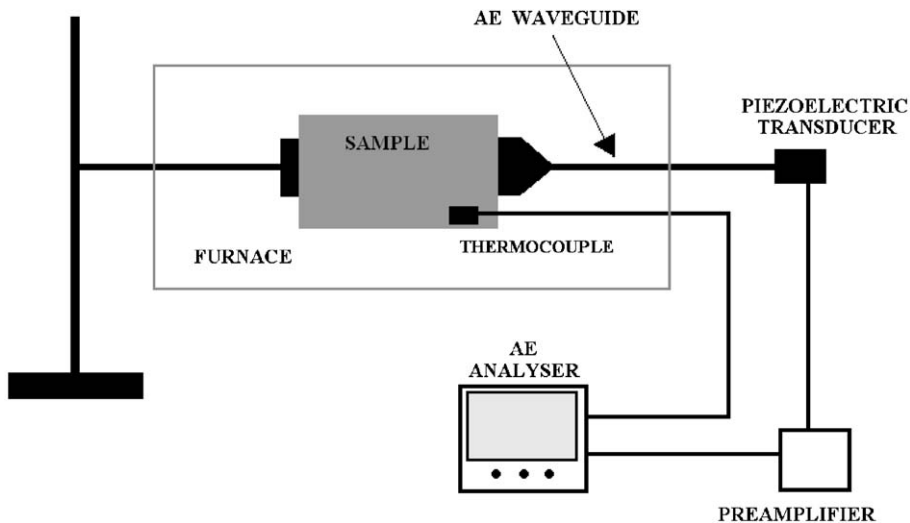 AE WAVEGUIDE
PIEZOELECTRIC
TRANSDUCER
SAMPLE
THERMOCOUPLE
FURNACE
AE
ANALYSER
PREAMPLIFIER